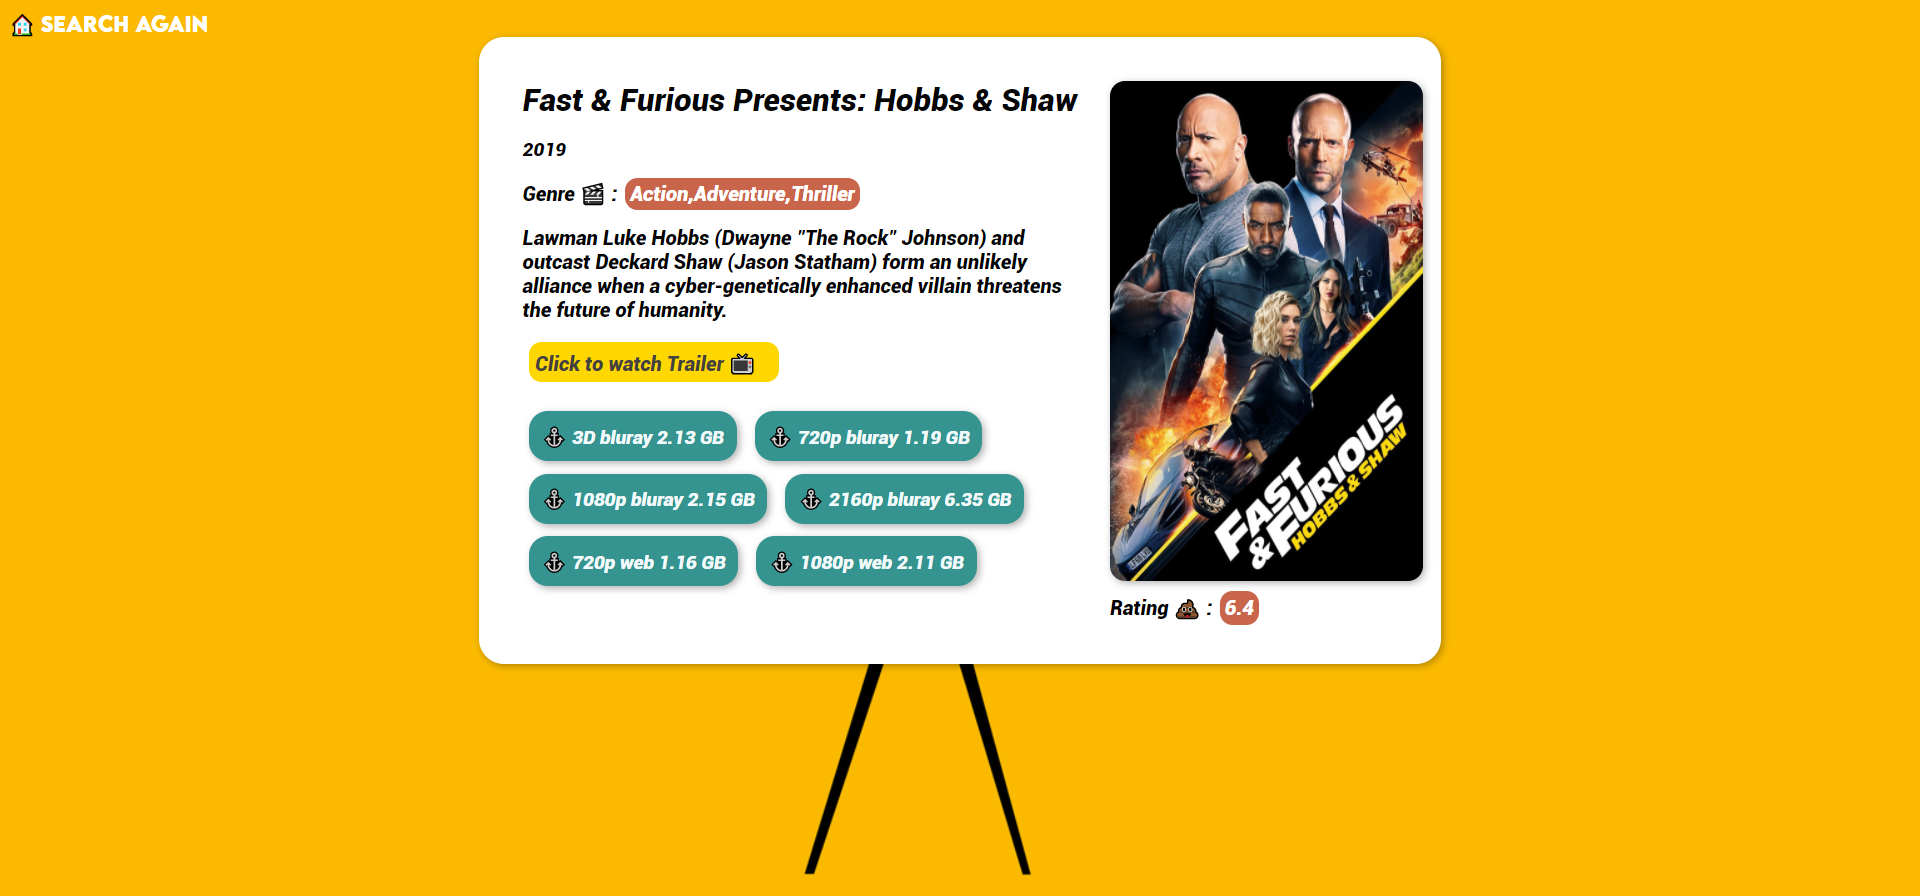 SEARCH AGAIN
Fast & Furious Presents: Hobbs & Shaw
2019
Genre 🎬 : Action,Adventure,Thriller
Lawman Luke Hobbs (Dwayne "The Rock" Johnson) and
outcast Deckard Shaw (Jason Statham) form an unlikely
alliance when a cyber-genetically enhanced villain threatens
the future of humanity.
Click to watch Trailer 📺
3D bluray 2.13 GB
720p bluray 1.19 GB
1080p bluray 2.15 GB
2160p bluray 6.35 GB
720p web 1.16 GB
1080p web 2.11 GB
FAST
& FURIOUS
HOBBS & SHAW
Rating 💩 : 6.4